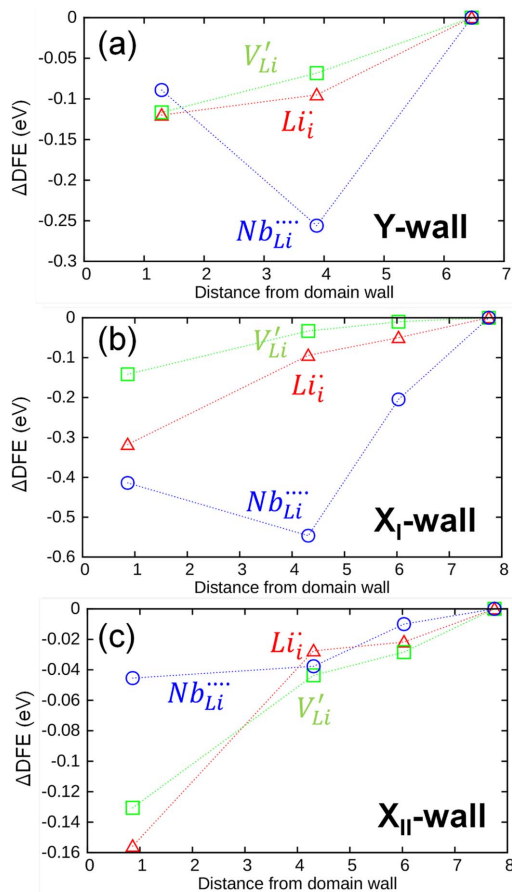 (a)
0
-0.05
-0.1
-0.15
-0.2
-0.25
-0.3
ΔDFE (eV)
V′Li
Li˙i
Nb˙˙˙˙Li
Y-wall
0 1 2 3 4 5 6 7
Distance from domain wall
(b)
0
-0.1
-0.2
-0.3
-0.4
-0.5
-0.6
ΔDFE (eV)
V′Li
Li˙i
Nb˙˙˙˙Li
XI-wall
0 1 2 3 4 5 6 7 8
Distance from domain wall
(c)
0
-0.02
-0.04
-0.06
-0.08
-0.1
-0.12
-0.14
-0.16
ΔDFE (eV)
Li˙i
Nb˙˙˙˙Li
V′Li
XII-wall
0 1 2 3 4 5 6 7 8
Distance from domain wall